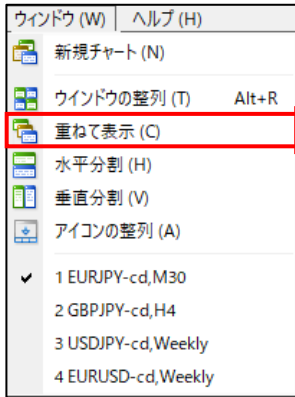 ウィンドウ (W) ヘルプ (H)
新規チャート (N)
ウインドウの整列 (T) Alt+R
重ねて表示 (C)
水平分割 (H)
垂直分割 (V)
アイコンの整列 (A)
1 EURJPY-cd,M30
2 GBPJPY-cd,H4
3 USDJPY-cd,Weekly
4 EURUSD-cd,Weekly